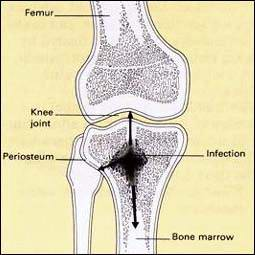 Femur
Knee
joint
Periosteum
Infection
Bone marrow